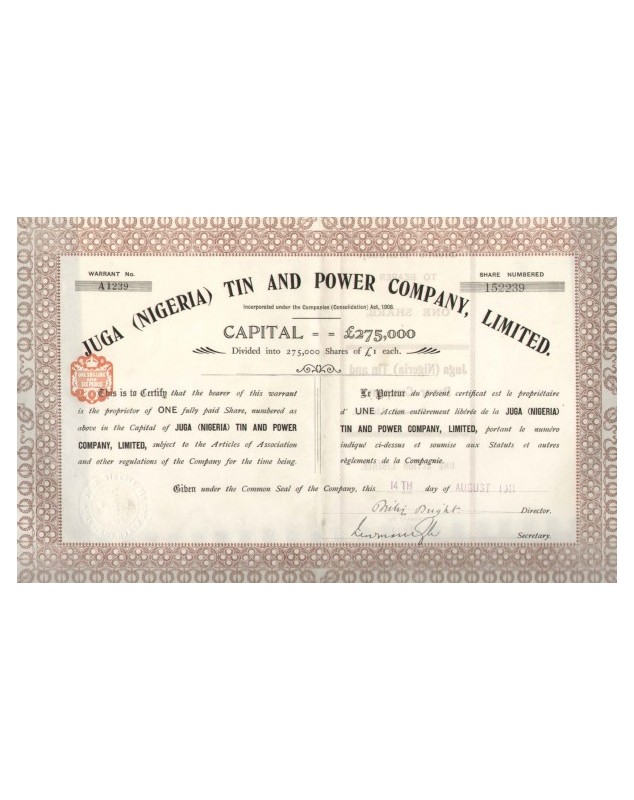 WARRANT No.
A1239
SHARE NUMBERED
152239
JUGA (NIGERIA) TIN AND POWER COMPANY, LIMITED.
Incorporated under the Companies (Consolidation) Act, 1908.
CAPITAL = = £275,000
Divided into 275,000 Shares of £1 each.
This is to Certify that the bearer of this warrant
is the proprietor of ONE fully paid Share, numbered as
above in the Capital of JUGA (NIGERIA) TIN AND POWER
COMPANY, LIMITED, subject to the Articles of Association
and other regulations of the Company for the time being.
Le Porteur du présent certificat est le propriétaire
d' UNE Action entièrement libérée de la JUGA (NIGERIA)
TIN AND POWER COMPANY, LIMITED, portant le numéro
indiqué ci-dessus et soumise aux Statuts et autres
règlements de la Compagnie.
Given under the Common Seal of the Company, this 14TH day of AUGUST
Director.
Secretary.